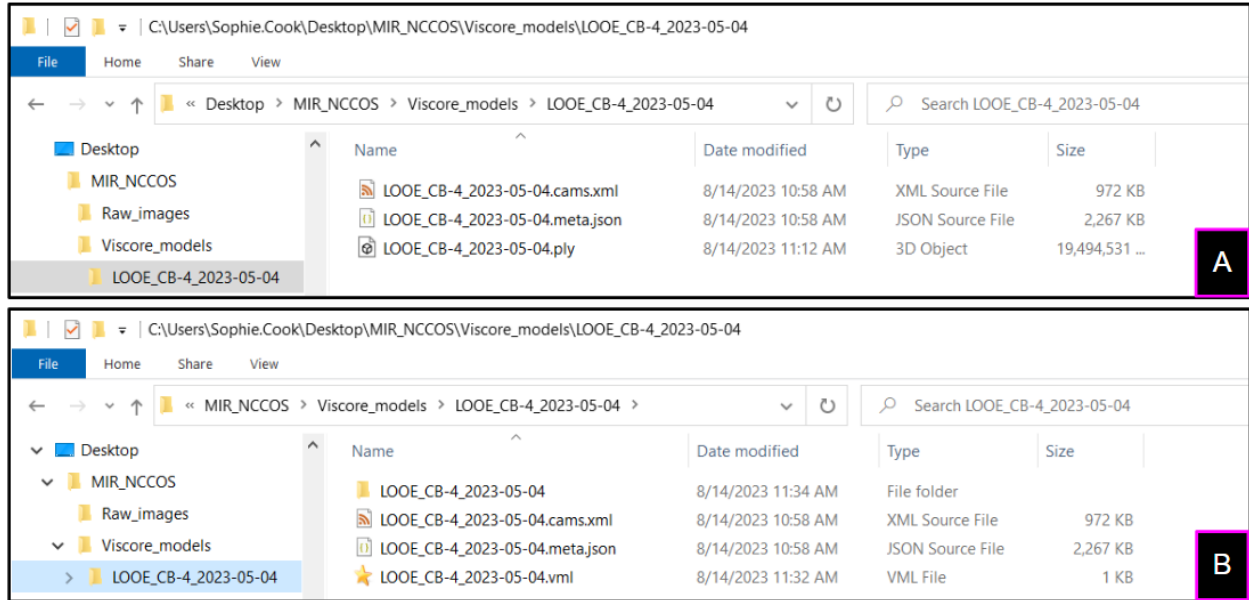 C:\Users\Sophie.Cook\Desktop\MIR_NCCOS\Viscore_models\LOOE_CB-4_2023-05-04
File Home Share View
« Desktop > MIR_NCCOS > Viscore_models > LOOE_CB-4_2023-05-04 Search LOOE_CB-4_2023-05-04
Desktop Name Date modified Type Size
MIR_NCCOS LOOE_CB-4_2023-05-04.cams.xml 8/14/2023 10:58 AM XML Source File 972 KB
Raw_images LOOE_CB-4_2023-05-04.meta.json 8/14/2023 10:58 AM JSON Source File 2,267 KB
Viscore_models LOOE_CB-4_2023-05-04.ply 8/14/2023 11:12 AM 3D Object 19,494,531 ...
LOOE_CB-4_2023-05-04
A
C:\Users\Sophie.Cook\Desktop\MIR_NCCOS\Viscore_models\LOOE_CB-4_2023-05-04
File Home Share View
« MIR_NCCOS > Viscore_models > LOOE_CB-4_2023-05-04 > Search LOOE_CB-4_2023-05-04
Desktop Name Date modified Type Size
MIR_NCCOS LOOE_CB-4_2023-05-04 8/14/2023 11:34 AM File folder
Raw_images LOOE_CB-4_2023-05-04.cams.xml 8/14/2023 10:58 AM XML Source File 972 KB
Viscore_models LOOE_CB-4_2023-05-04.meta.json 8/14/2023 10:58 AM JSON Source File 2,267 KB
LOOE_CB-4_2023-05-04 LOOE_CB-4_2023-05-04.vml 8/14/2023 11:32 AM VML File 1 KB
B